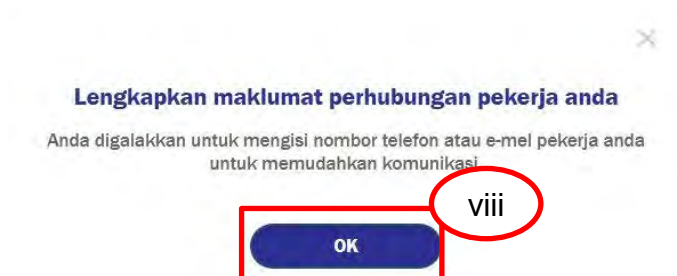 Lengkapkan maklumat perhubungan pekerja anda
Anda digalakkan untuk mengisi nombor telefon atau e-mel pekerja anda
untuk memudahkan komunikasi
viii
OK